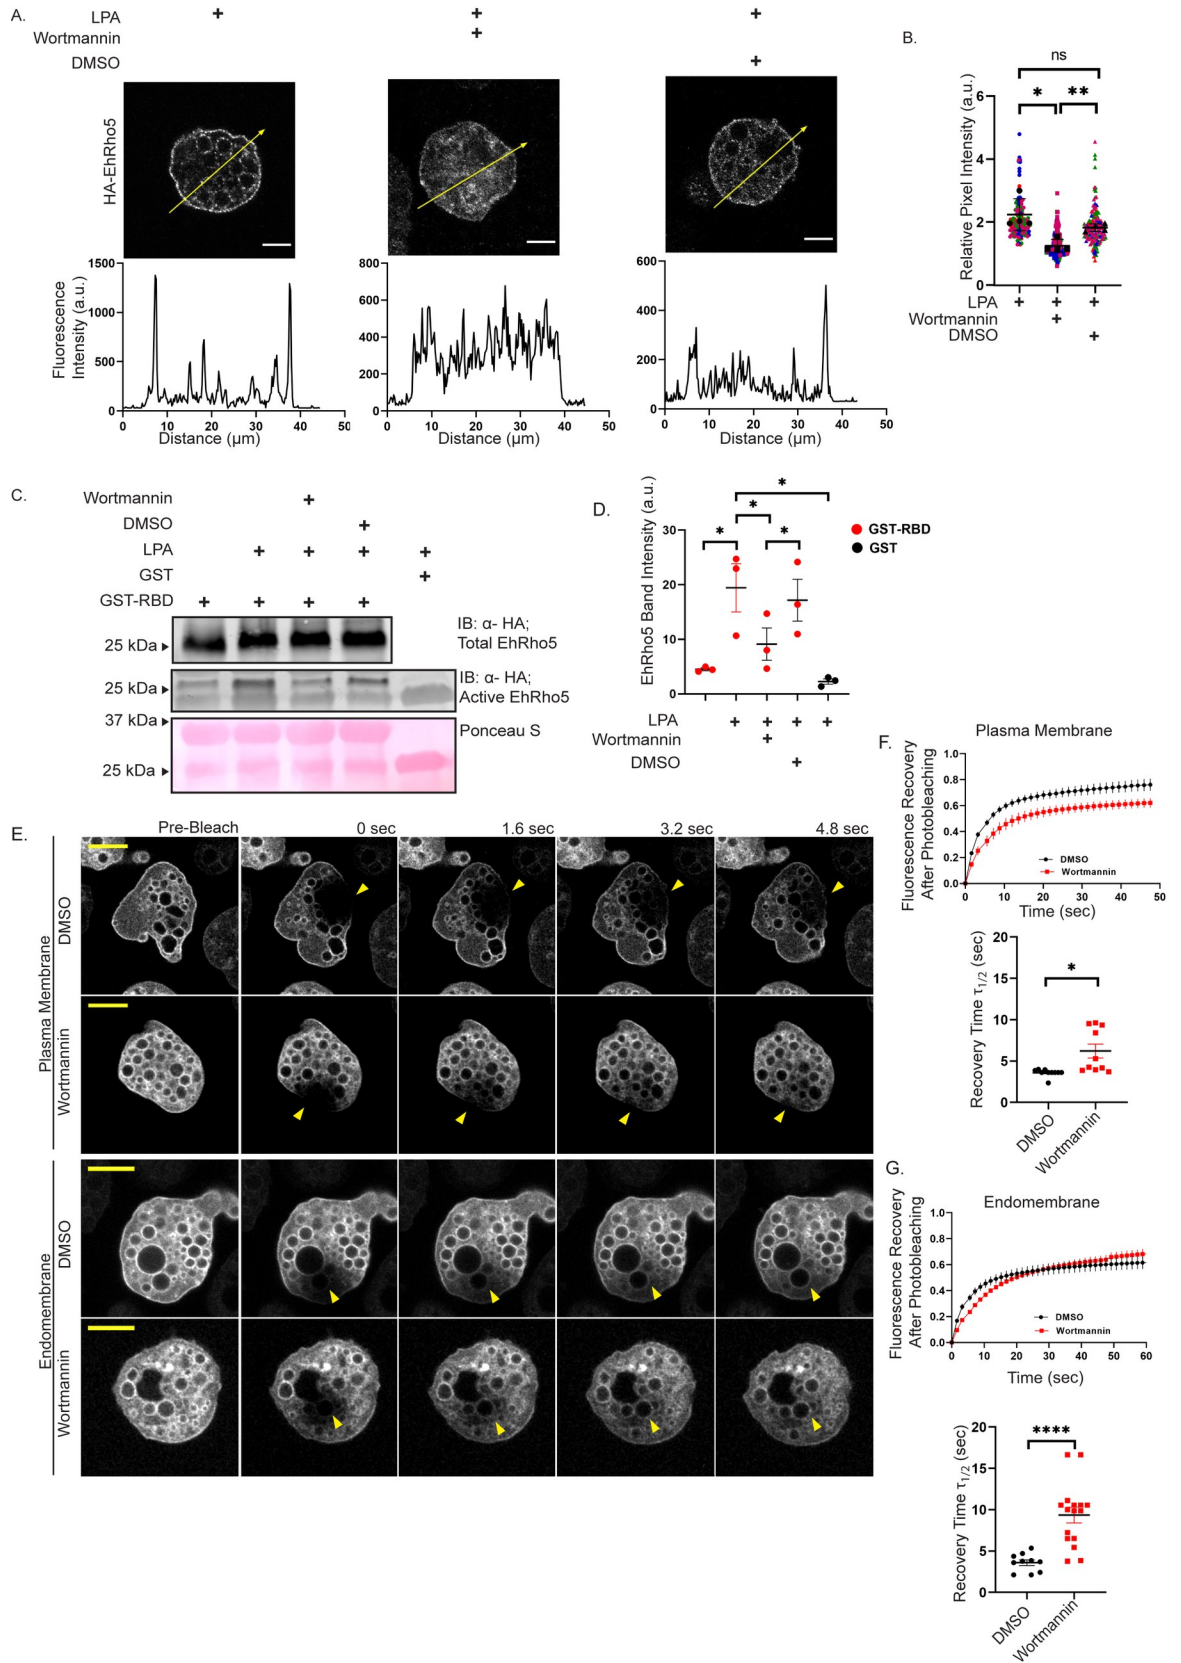 A.
LPA + + +
Wortmannin +
DMSO +
HA-EhRho5
Fluorescence
Intensity (a.u.)
1500
1000
500
0
0 10 20 30 40 50
Distance (µm)
800
600
400
200
0
0 10 20 30 40 50
Distance (µm)
600
400
200
0
0 10 20 30 40 50
Distance (µm)
B.
Relative Pixel Intensity (a.u.)
ns
* **
6
4
2
0
LPA + + +
Wortmannin +
DMSO +
C.
Wortmannin +
DMSO +
LPA + + + +
GST +
GST-RBD + + + +
25 kDa
IB: α- HA;
Total EhRho5
25 kDa
IB: α- HA;
Active EhRho5
37 kDa
Ponceau S
25 kDa
D.
EhRho5 Band Intensity (a.u.)
*
*
* *
30
20
10
0
GST-RBD
GST
LPA + + + +
Wortmannin +
DMSO +
E.
Pre-Bleach 0 sec 1.6 sec 3.2 sec 4.8 sec
Plasma Membrane
DMSO
Wortmannin
Endomembrane
DMSO
Wortmannin
F.
Plasma Membrane
Fluorescence Recovery
After Photobleaching
1.0
0.8
0.6
0.4
0.2
0.0
DMSO
Wortmannin
0 10 20 30 40 50
Time (sec)
Recovery Time τ1/2 (sec)
*
20
15
10
5
0
DMSO
Wortmannin
G.
Endomembrane
Fluorescence Recovery
After Photobleaching
1.0
0.8
0.6
0.4
0.2
0.0
DMSO
Wortmannin
0 10 20 30 40 50 60
Time (sec)
Recovery Time τ1/2 (sec)
****
20
15
10
5
0
DMSO
Wortmannin